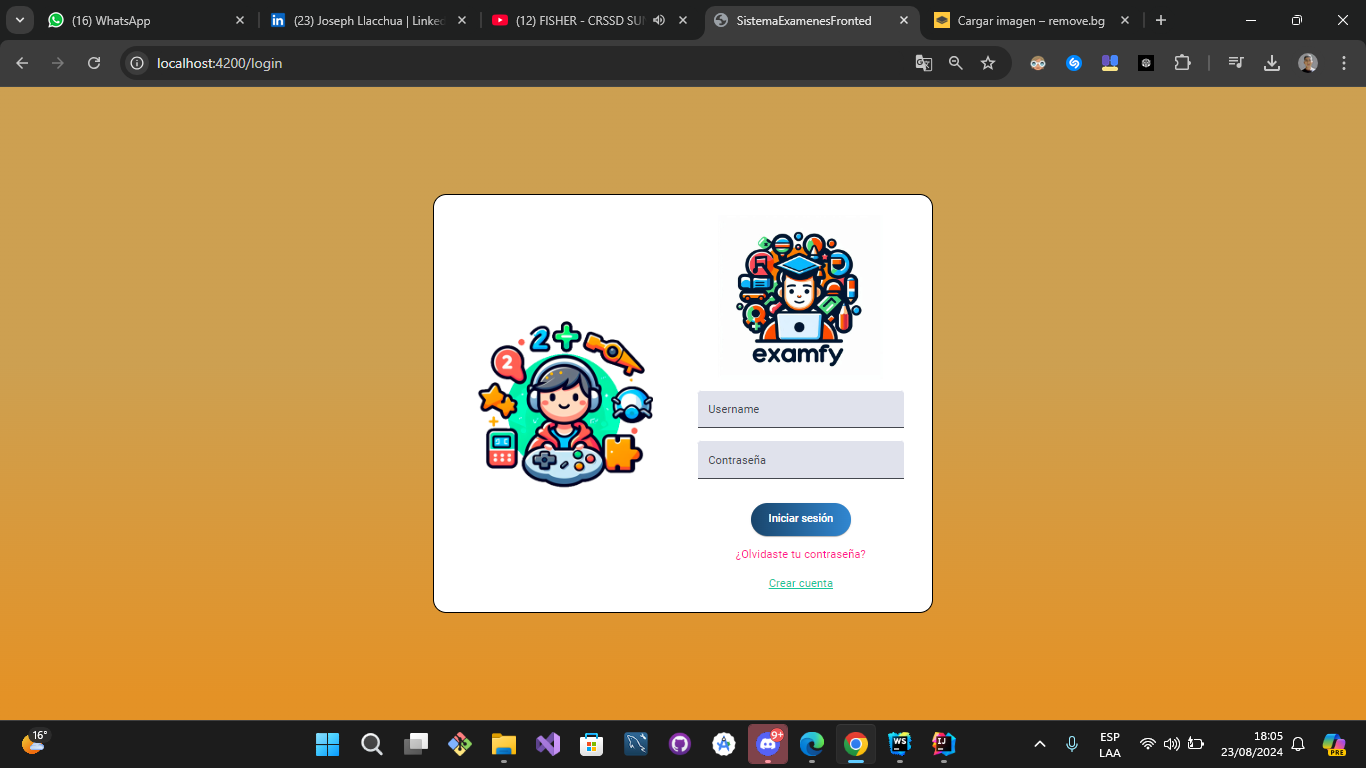 (16) WhatsApp
(23) Joseph Llacchua | Linked
(12) FISHER - CRSSD SUN
SistemaExamenesFronted
Cargar imagen – remove.bg
localhost:4200/login
examfy
2
2
Username
Contraseña
Iniciar sesión
¿Olvidaste tu contraseña?
Crear cuenta
16°
9+
WS
IJ
ESP
LAA
18:05
23/08/2024
PRE